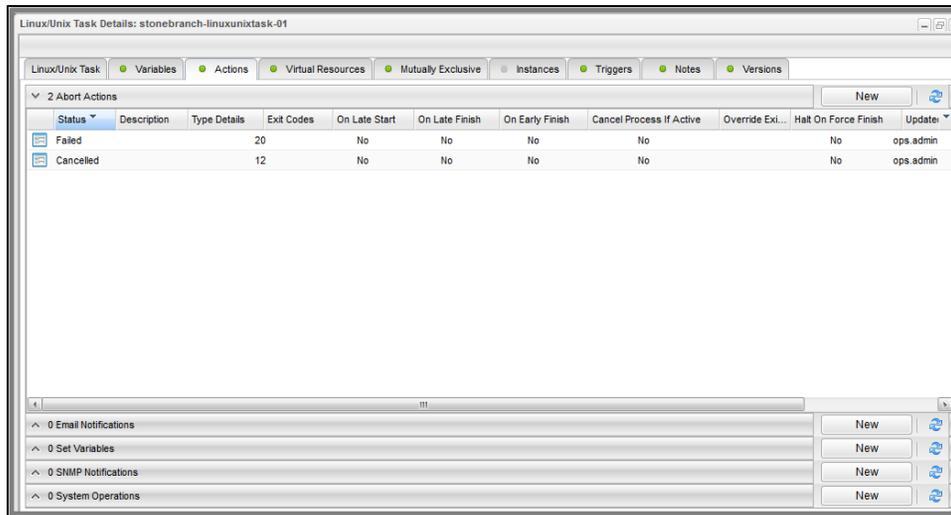 Linux/Unix Task Details: stonebranch-linuxunixtask-01
Linux/Unix Task Variables Actions Virtual Resources Mutually Exclusive Instances Triggers Notes Versions
2 Abort Actions New
Status Description Type Details Exit Codes On Late Start On Late Finish On Early Finish Cancel Process If Active Override Exi... Halt On Force Finish Update
Failed 20 No No No No No ops.admin
Cancelled 12 No No No No No ops.admin
0 Email Notifications New
0 Set Variables New
0 SNMP Notifications New
0 System Operations New